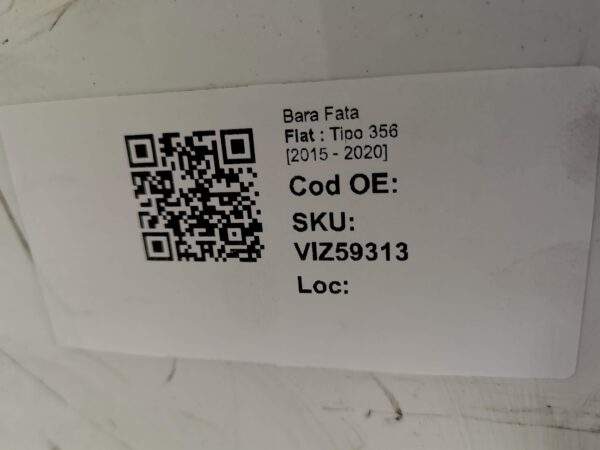 Bara Fata
Fiat : Tipo 356
[2015 - 2020]
Cod OE:
SKU:
VIZ59313
Loc: